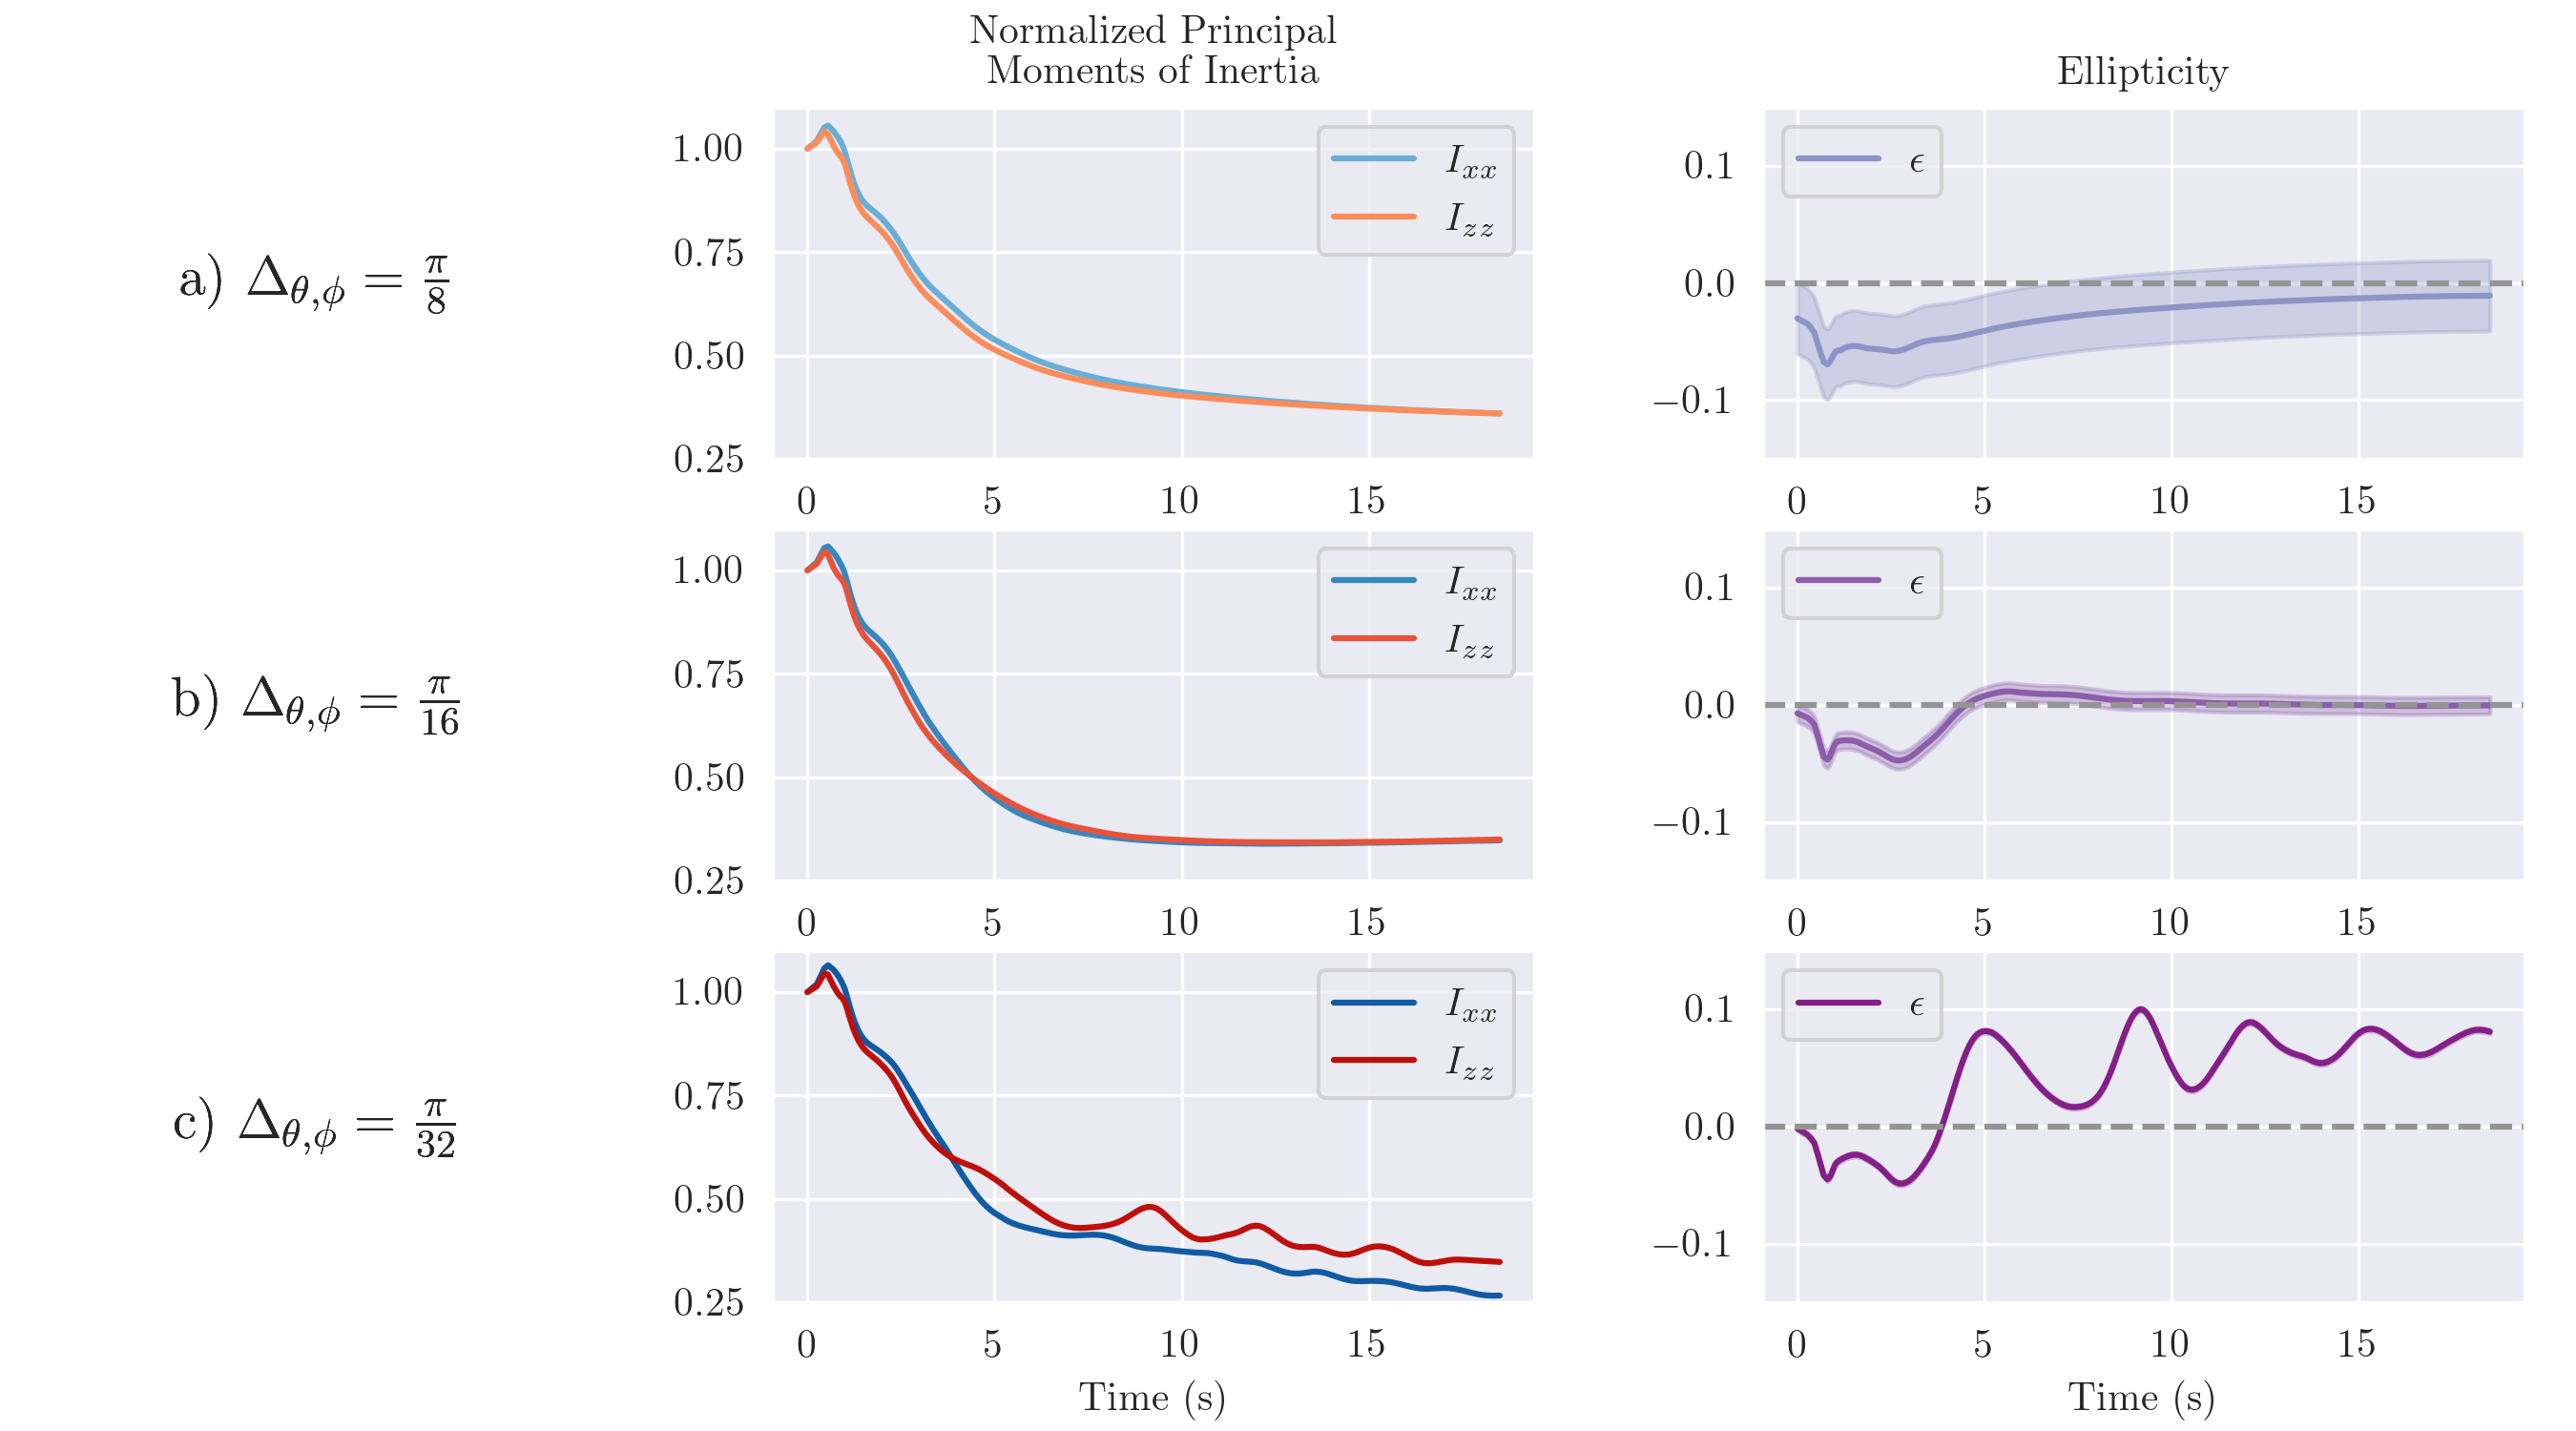 Normalized Principal
Moments of Inertia
Ellipticity
a) Δ_{θ,ϕ} = π/8
1.00
0.75
0.50
0.25
0 5 10 15
I_{xx}
I_{zz}
0.1
0.0
−0.1
0 5 10 15
ϵ
b) Δ_{θ,ϕ} = π/16
1.00
0.75
0.50
0.25
0 5 10 15
I_{xx}
I_{zz}
0.1
0.0
−0.1
0 5 10 15
ϵ
c) Δ_{θ,ϕ} = π/32
1.00
0.75
0.50
0.25
0 5 10 15
I_{xx}
I_{zz}
Time (s)
0.1
0.0
−0.1
0 5 10 15
ϵ
Time (s)